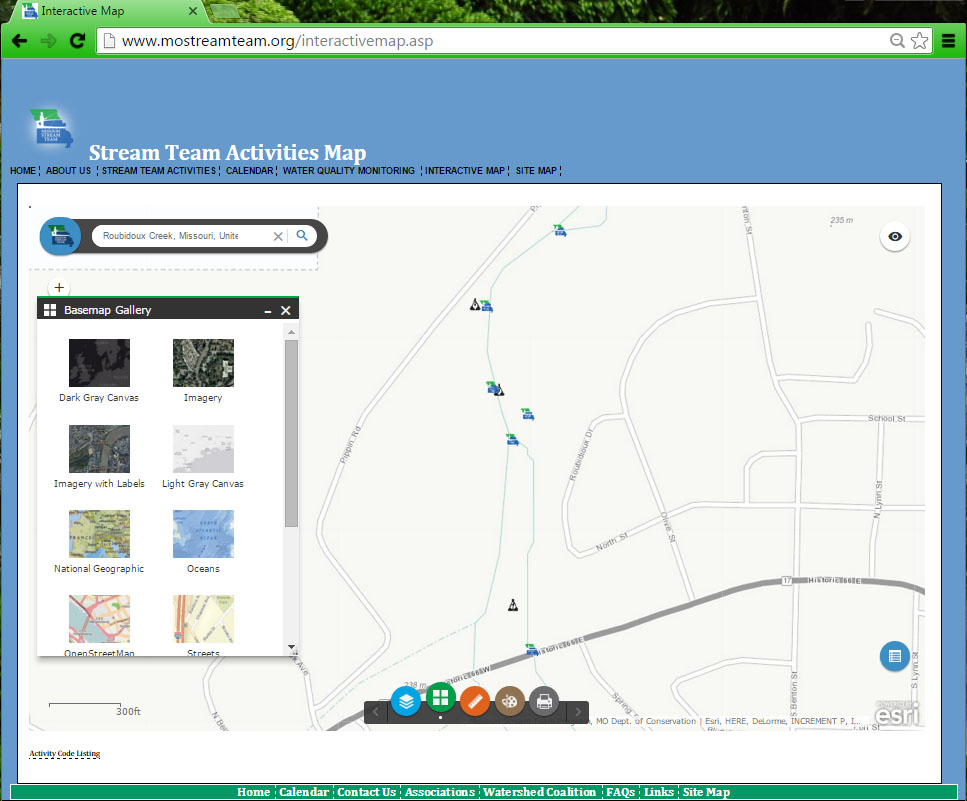 Interactive Map
www.mostreamteam.org/interactivemap.asp
MISSOURI STREAM TEAM
Stream Team Activities Map
HOME ¦ ABOUT US ¦ STREAM TEAM ACTIVITIES ¦ CALENDAR ¦ WATER QUALITY MONITORING ¦ INTERACTIVE MAP ¦ SITE MAP ¦
Roubidoux Creek, Missouri, Unite
235 m
Basemap Gallery
Dark Gray Canvas
Imagery
Imagery with Labels
Light Gray Canvas
National Geographic
Oceans
OpenStreetMap
Streets
Pippin Rd
Roubidoux Dr
School St
N Lynn St
North St
Olive St
17
Historic 66 E
Historic 66 E
Historic 66 W
238 m
S Benton St
S Lynn St
Spring
300ft
MO Dept. of Conservation | Esri, HERE, DeLorme, INCREMENT P, I...
POWERED BY
esri
Activity Code Listing
Home ¦ Calendar ¦ Contact Us ¦ Associations ¦ Watershed Coalition ¦ FAQs ¦ Links ¦ Site Map